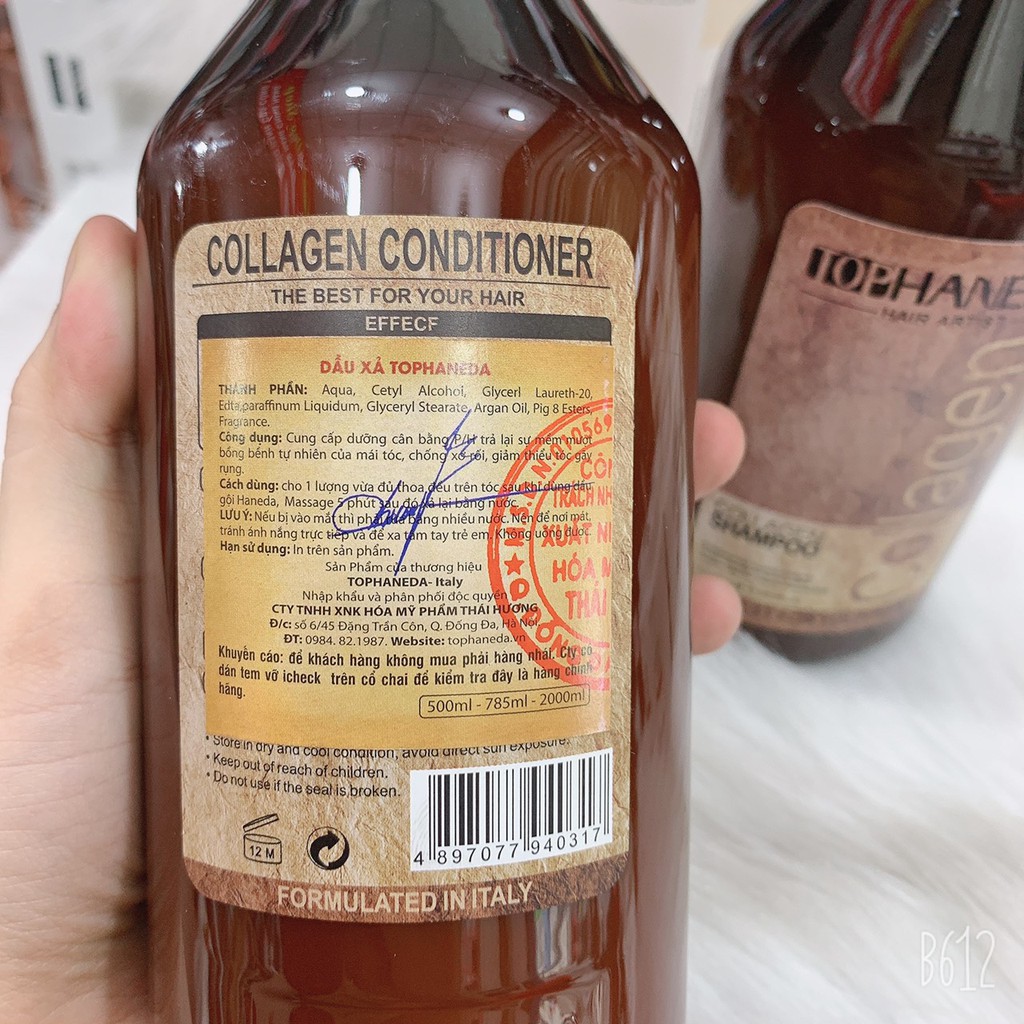 COLLAGEN CONDITIONER
THE BEST FOR YOUR HAIR
EFFECF
DẦU XẢ TOPHANEDA
THÀNH PHẦN: Aqua, Cetyl Alcohol, Glycerl Laureth-20,
Edta,paraffinum Liquidum, Glyceryl Stearate, Argan Oil, Pig 8 Esters,
Fragrance.
Công dụng: Cung cấp dưỡng cân bằng P/H trả lại sự mềm mượt
bồng bềnh tự nhiên của mái tóc, chống xơ rối, giảm thiểu tóc gãy
rụng.
Cách dùng: cho 1 lượng vừa đủ thoa đều trên tóc sau khi dùng dầu
gội Haneda, Massage 5 phút sau đó xả lại bằng nước.
LƯU Ý: Nếu bị vào mắt thì phải rửa bằng nhiều nước. Nên để nơi mát,
tránh ánh nắng trực tiếp và để xa tầm tay trẻ em. Không uống được.
Hạn sử dụng: In trên sản phẩm.
Sản Phẩm của thương hiệu
TOPHANEDA- Italy
Nhập khẩu và phân phối độc quyền
CTY TNHH XNK HÓA MỸ PHẨM THÁI HƯƠNG
Đ/c: số 6/45 Đặng Trần Côn, Q. Đống Đa, Hà Nội,
ĐT: 0984. 82.1987. Website: tophaneda.vn
Khuyến cáo: để khách hàng không mua phải hàng nhái. Cty có
dán tem vỡ icheck trên cổ chai để kiểm tra đây là hàng chính
hãng.
500ml - 785ml - 2000ml
• Store in dry and cool condition, avoid direct sun exposure.
• Keep out of reach of children.
• Do not use if the seal is broken.
12 M
4 897077 940317
FORMULATED IN ITALY
TOPHANE
HAIR ARTIST
SHAMPOO
B612